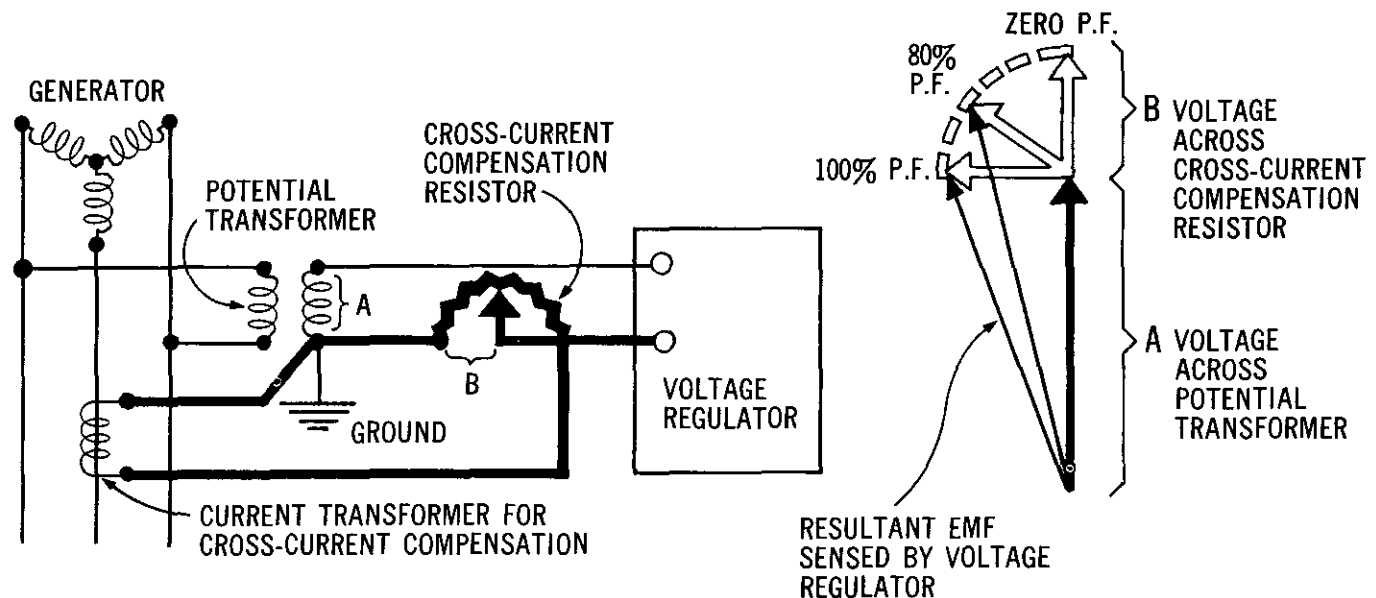 GENERATOR
POTENTIAL
TRANSFORMER
CROSS-CURRENT
COMPENSATION
RESISTOR
A
B
GROUND
VOLTAGE
REGULATOR
CURRENT TRANSFORMER FOR
CROSS-CURRENT COMPENSATION
ZERO P.F.
80%
P.F.
100% P.F.
B VOLTAGE
ACROSS
CROSS-CURRENT
COMPENSATION
RESISTOR
A VOLTAGE
ACROSS
POTENTIAL
TRANSFORMER
RESULTANT EMF
SENSED BY VOLTAGE
REGULATOR